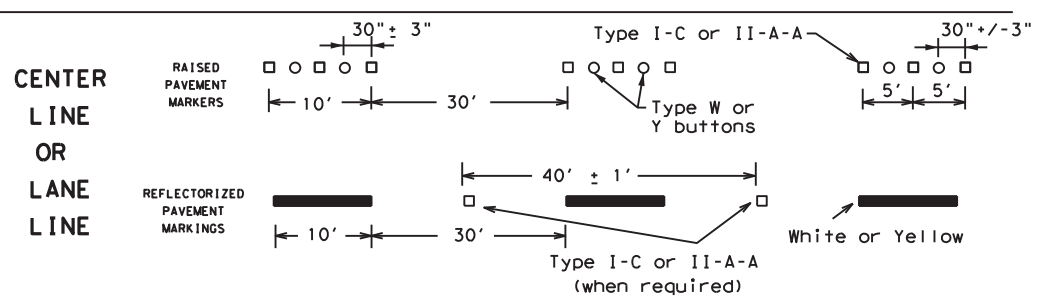 CENTER
LINE
OR
LANE
LINE
RAISED
PAVEMENT
MARKERS
30"± 3"
10'
30'
Type I-C or II-A-A
Type W or
Y buttons
30"+/-3"
5' 5'
REFLECTORIZED
PAVEMENT
MARKINGS
40' ± 1'
10'
30'
Type I-C or II-A-A
(when required)
White or Yellow